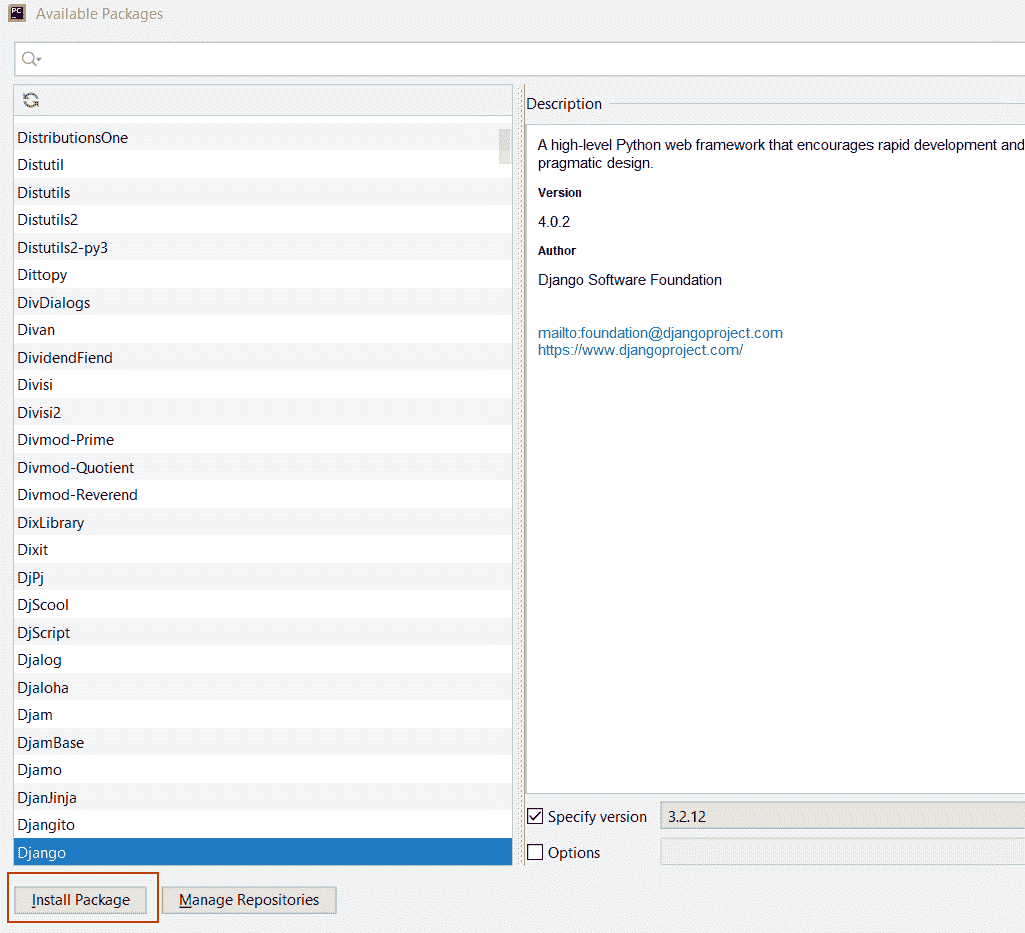 PC
Available Packages
DistributionsOne
Distutil
Distutils
Distutils2
Distutils2-py3
Dittopy
DivDialogs
Divan
DividendFiend
Divisi
Divisi2
Divmod-Prime
Divmod-Quotient
Divmod-Reverend
DixLibrary
Dixit
DjPj
DjScool
DjScript
Djalog
Djaloha
Djam
DjamBase
Djamo
DjanJinja
Djangito
Django
Description
A high-level Python web framework that encourages rapid development and
pragmatic design.
Version
4.0.2
Author
Django Software Foundation
mailto:foundation@djangoproject.com
https://www.djangoproject.com/
Specify version
3.2.12
Options
Install Package
Manage Repositories